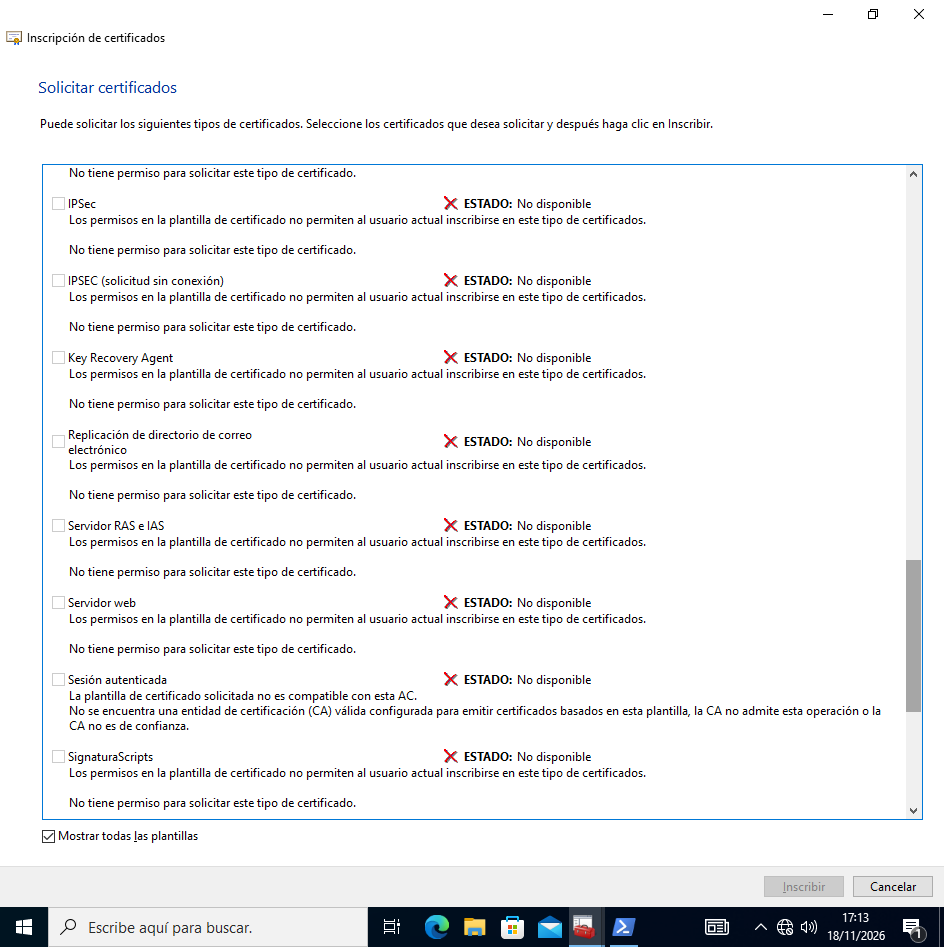 Inscripción de certificados
Solicitar certificados
Puede solicitar los siguientes tipos de certificados. Seleccione los certificados que desea solicitar y después haga clic en Inscribir.
No tiene permiso para solicitar este tipo de certificado.
IPSec ESTADO: No disponible
Los permisos en la plantilla de certificado no permiten al usuario actual inscribirse en este tipo de certificados.
No tiene permiso para solicitar este tipo de certificado.
IPSEC (solicitud sin conexión) ESTADO: No disponible
Los permisos en la plantilla de certificado no permiten al usuario actual inscribirse en este tipo de certificados.
No tiene permiso para solicitar este tipo de certificado.
Key Recovery Agent ESTADO: No disponible
Los permisos en la plantilla de certificado no permiten al usuario actual inscribirse en este tipo de certificados.
No tiene permiso para solicitar este tipo de certificado.
Replicación de directorio de correo
electrónico ESTADO: No disponible
Los permisos en la plantilla de certificado no permiten al usuario actual inscribirse en este tipo de certificados.
No tiene permiso para solicitar este tipo de certificado.
Servidor RAS e IAS ESTADO: No disponible
Los permisos en la plantilla de certificado no permiten al usuario actual inscribirse en este tipo de certificados.
No tiene permiso para solicitar este tipo de certificado.
Servidor web ESTADO: No disponible
Los permisos en la plantilla de certificado no permiten al usuario actual inscribirse en este tipo de certificados.
No tiene permiso para solicitar este tipo de certificado.
Sesión autenticada ESTADO: No disponible
La plantilla de certificado solicitada no es compatible con esta AC.
No se encuentra una entidad de certificación (CA) válida configurada para emitir certificados basados en esta plantilla, la CA no admite esta operación o la
CA no es de confianza.
SignaturaScripts ESTADO: No disponible
Los permisos en la plantilla de certificado no permiten al usuario actual inscribirse en este tipo de certificados.
No tiene permiso para solicitar este tipo de certificado.
Mostrar todas las plantillas
Inscribir Cancelar
Escribe aquí para buscar.
17:13
18/11/2026
1